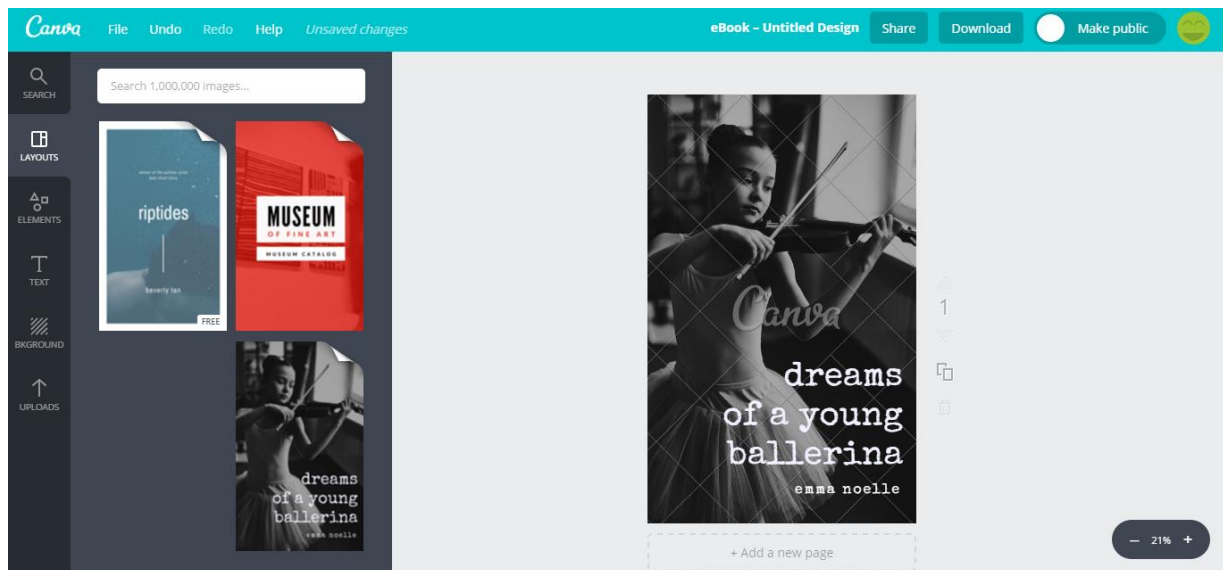 Canva File Undo Redo Help Unsaved changes eBook – Untitled Design Share Download Make public
SEARCH
LAYOUTS
ELEMENTS
TEXT
BKGROUND
UPLOADS
Search 1,000,000 images...
riptides
beverly tan
FREE
MUSEUM
OF FINE ART
MUSEUM CATALOG
dreams
of a young
ballerina
emma noelle
Canva
dreams
of a young
ballerina
emma noelle
1
+ Add a new page
– 21% +